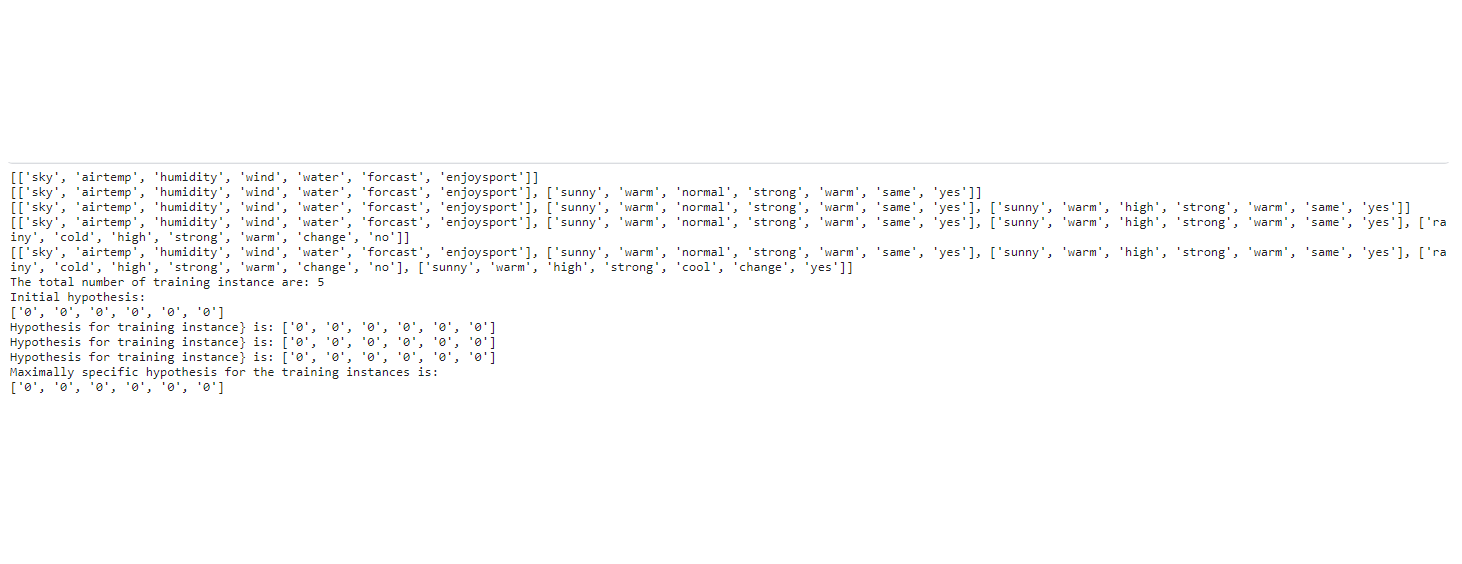 [['sky', 'airtemp', 'humidity', 'wind', 'water', 'forcast', 'enjoysport']]
[['sky', 'airtemp', 'humidity', 'wind', 'water', 'forcast', 'enjoysport'], ['sunny', 'warm', 'normal', 'strong', 'warm', 'same', 'yes']]
[['sky', 'airtemp', 'humidity', 'wind', 'water', 'forcast', 'enjoysport'], ['sunny', 'warm', 'normal', 'strong', 'warm', 'same', 'yes'], ['sunny', 'warm', 'high', 'strong', 'warm', 'same', 'yes']]
[['sky', 'airtemp', 'humidity', 'wind', 'water', 'forcast', 'enjoysport'], ['sunny', 'warm', 'normal', 'strong', 'warm', 'same', 'yes'], ['sunny', 'warm', 'high', 'strong', 'warm', 'same', 'yes'], ['ra
iny', 'cold', 'high', 'strong', 'warm', 'change', 'no']]
[['sky', 'airtemp', 'humidity', 'wind', 'water', 'forcast', 'enjoysport'], ['sunny', 'warm', 'normal', 'strong', 'warm', 'same', 'yes'], ['sunny', 'warm', 'high', 'strong', 'warm', 'same', 'yes'], ['ra
iny', 'cold', 'high', 'strong', 'warm', 'change', 'no'], ['sunny', 'warm', 'high', 'strong', 'cool', 'change', 'yes']]
The total number of training instance are: 5
Initial hypothesis:
['0', '0', '0', '0', '0', '0']
Hypothesis for training instance} is: ['0', '0', '0', '0', '0', '0']
Hypothesis for training instance} is: ['0', '0', '0', '0', '0', '0']
Hypothesis for training instance} is: ['0', '0', '0', '0', '0', '0']
Maximally specific hypothesis for the training instances is:
['0', '0', '0', '0', '0', '0']